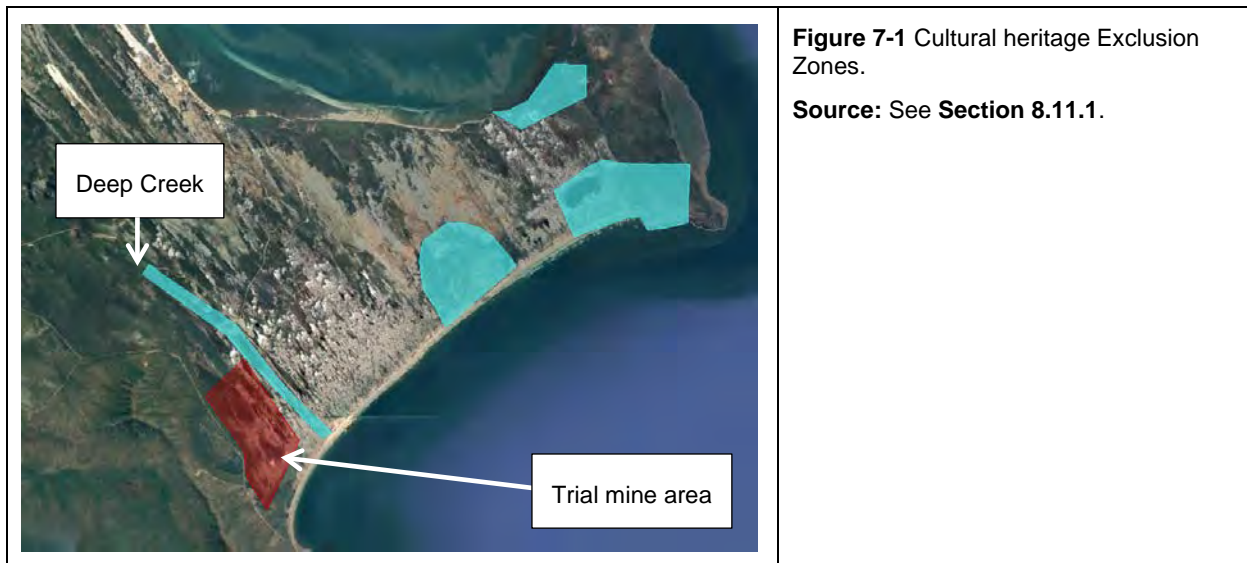 Deep Creek
Trial mine area
Figure 7-1 Cultural heritage Exclusion
Zones.
Source: See Section 8.11.1.